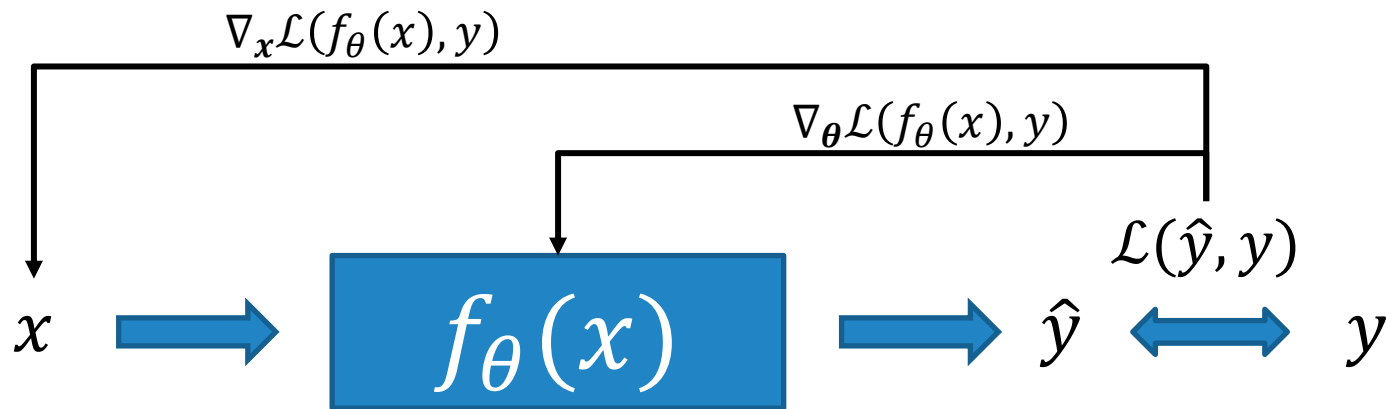 ∇ₓℒ(f_θ(x), y)
∇_θℒ(f_θ(x), y)
ℒ(ŷ, y)
x f_θ(x) ŷ y